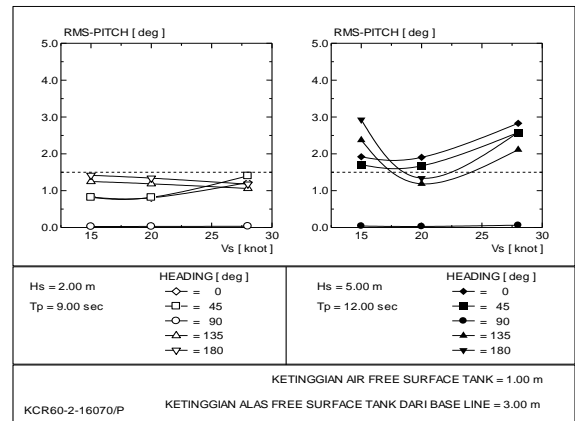 RMS-PITCH [ deg ]
5.0
4.0
3.0
2.0
1.0
0.0
15 20 25 30
Vs [ knot ]
RMS-PITCH [ deg ]
5.0
4.0
3.0
2.0
1.0
0.0
15 20 25 30
Vs [ knot ]
Hs = 2.00 m
Tp = 9.00 sec
HEADING [ deg ]
= 0
= 45
= 90
= 135
= 180
Hs = 5.00 m
Tp = 12.00 sec
HEADING [ deg ]
= 0
= 45
= 90
= 135
= 180
KETINGGIAN AIR FREE SURFACE TANK = 1.00 m
KCR60-2-16070/P KETINGGIAN ALAS FREE SURFACE TANK DARI BASE LINE = 3.00 m